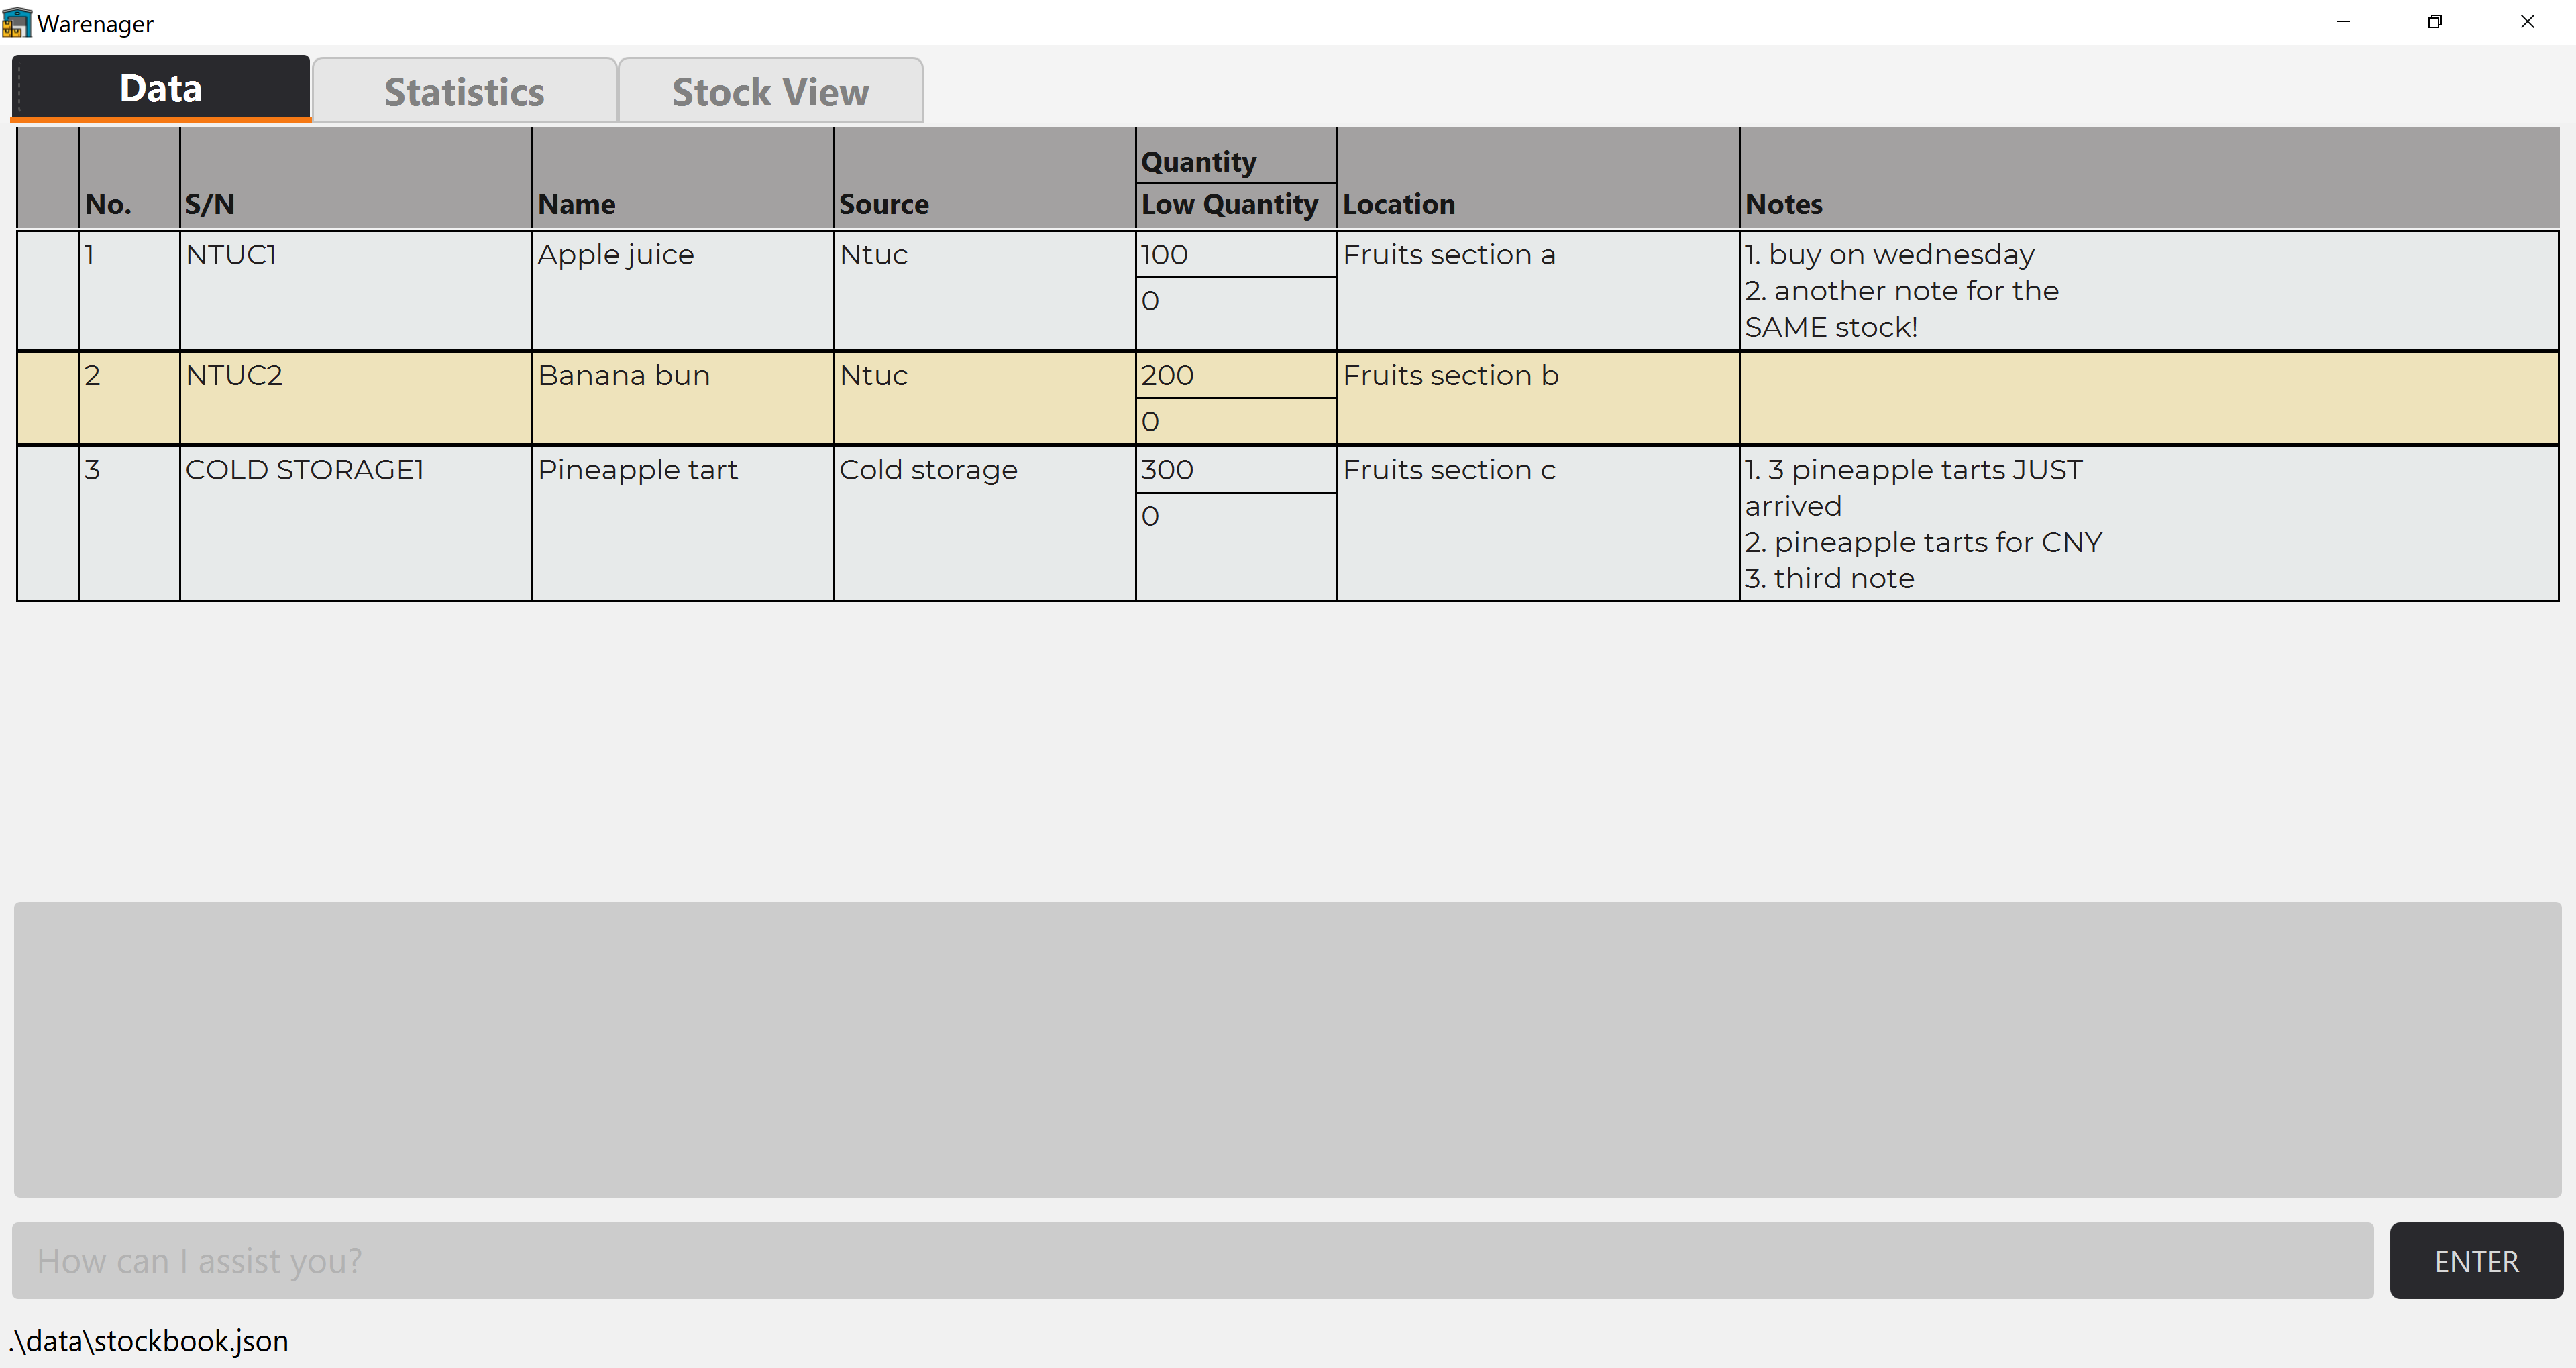 Warenager
Data Statistics Stock View
Quantity
No. S/N Name Source Low Quantity Location Notes
1 NTUC1 Apple juice Ntuc 100 Fruits section a 1. buy on wednesday
2. another note for the
0
SAME stock!
2 NTUC2 Banana bun Ntuc 200 Fruits section b
0
3 COLD STORAGE1 Pineapple tart Cold storage 300 Fruits section c 1. 3 pineapple tarts JUST
arrived
0
2. pineapple tarts for CNY
3. third note
How can I assist you?
ENTER
.\data\stockbook.json